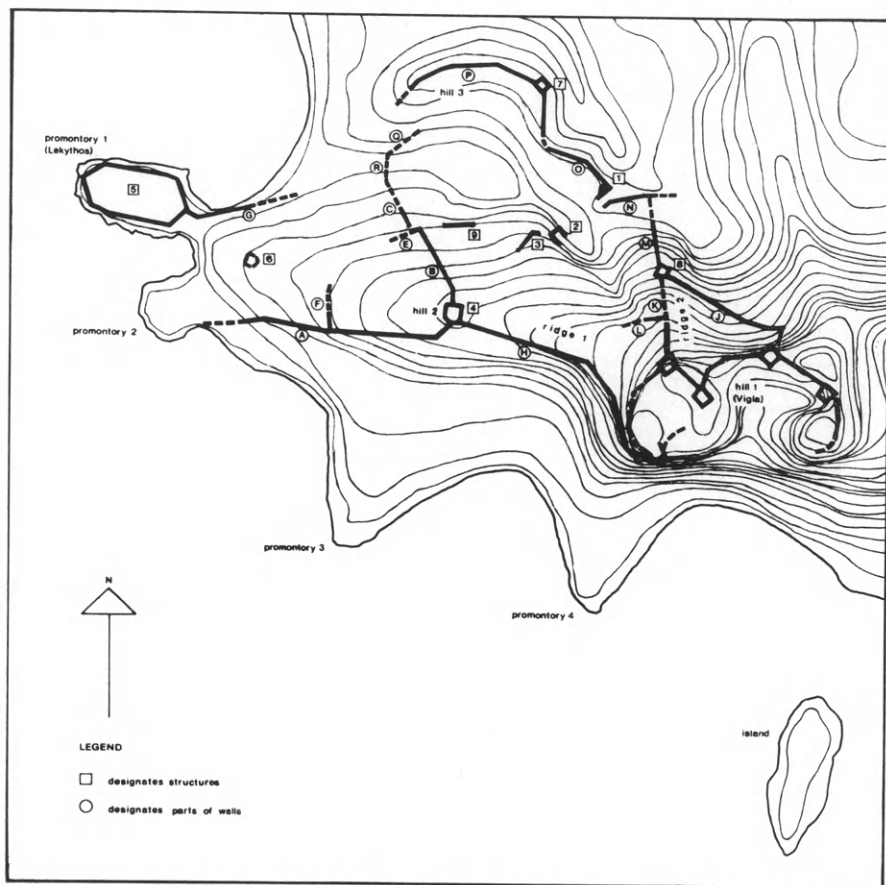 P
hill 3
7
Q
promontory 1
(Lekythos)
R
5
O
1
G
C
N
9
2
E
3
M
6
B
8
F
K
J
hill 2
4
L
ridge 2
promontory 2
A
ridge 1
H
hill 1
(Vigla)
promontory 3
N
promontory 4
island
LEGEND
designates structures
designates parts of walls